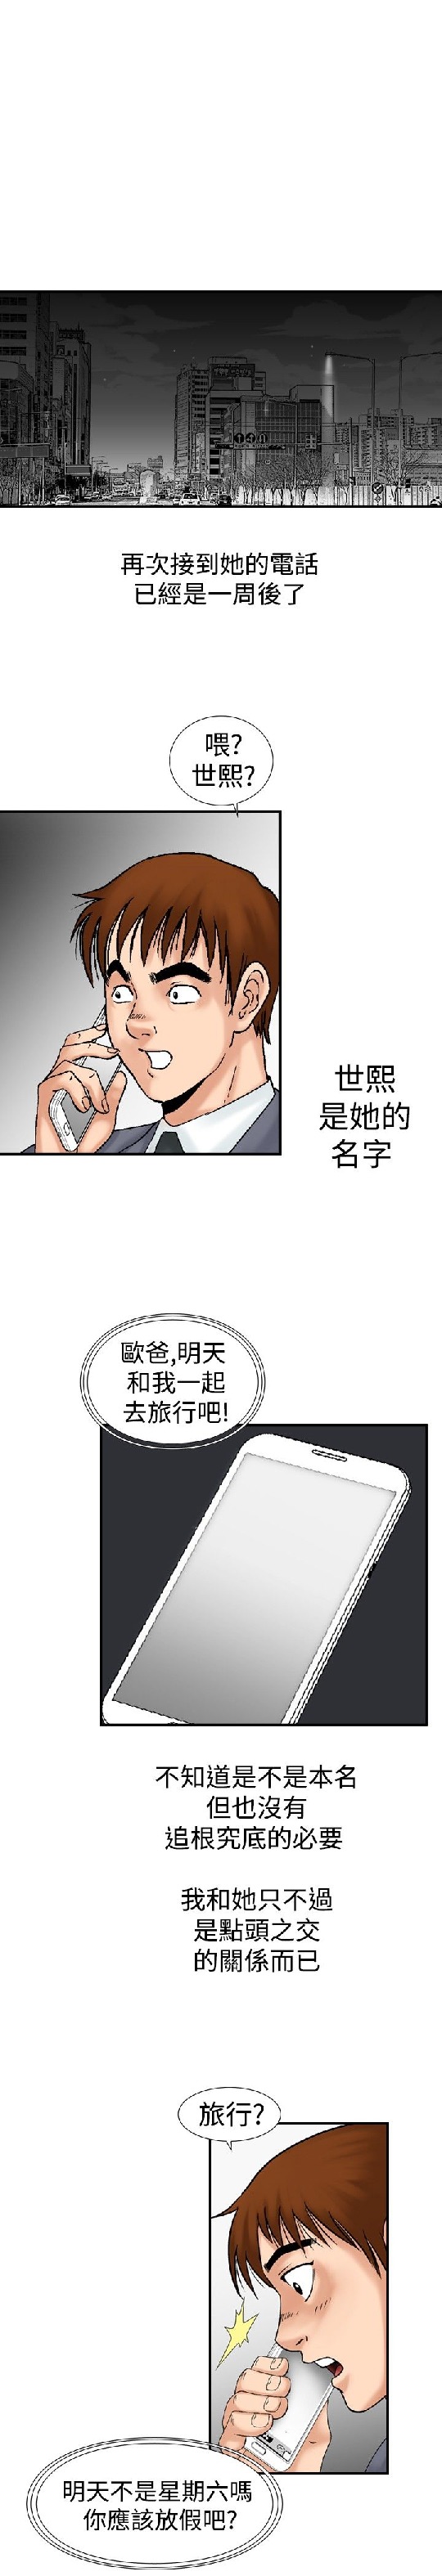 再次接到她的電話
已經是一周後了
喂?
世熙?
世熙
是她的
名字
歐爸,明天
和我一起
去旅行吧!
不知道是不是本名
但也沒有
追根究底的必要
我和她只不過
是點頭之交
的關係而已
旅行?
明天不是星期六嗎
你應該放假吧?